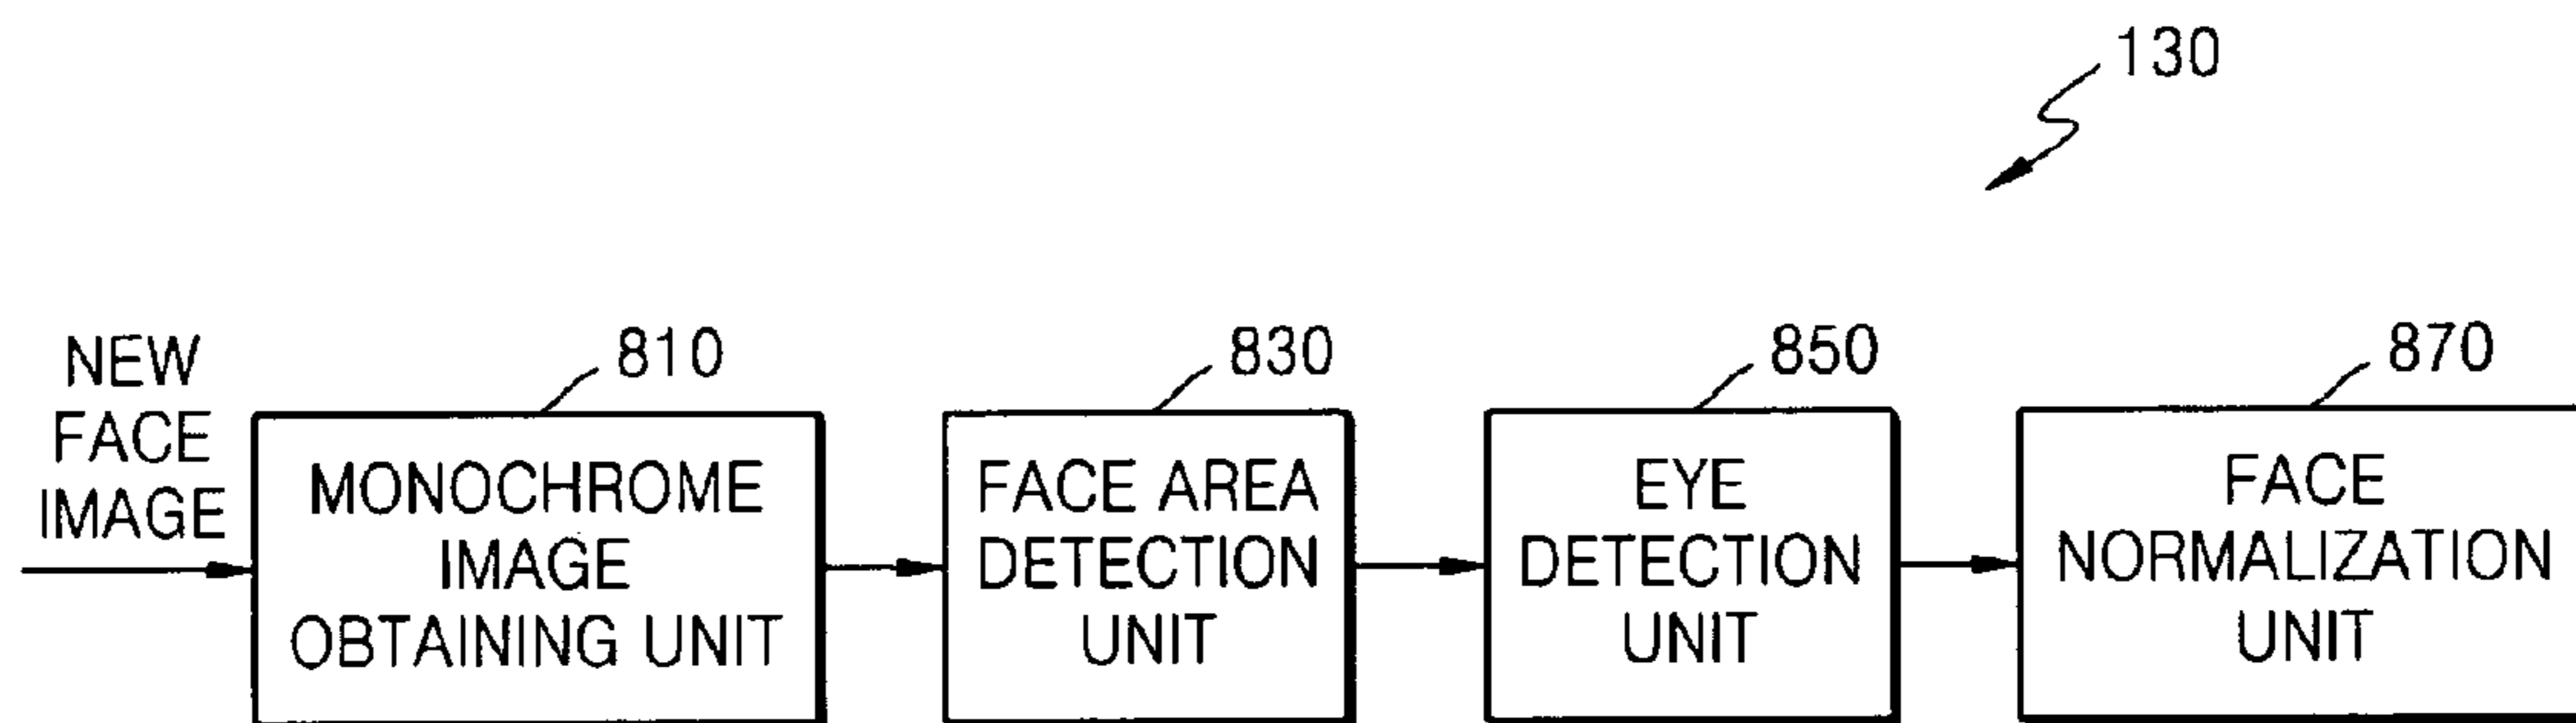 130
NEW
FACE
IMAGE
810
MONOCHROME
IMAGE
OBTAINING UNIT
830
FACE AREA
DETECTION
UNIT
850
EYE
DETECTION
UNIT
870
FACE
NORMALIZATION
UNIT